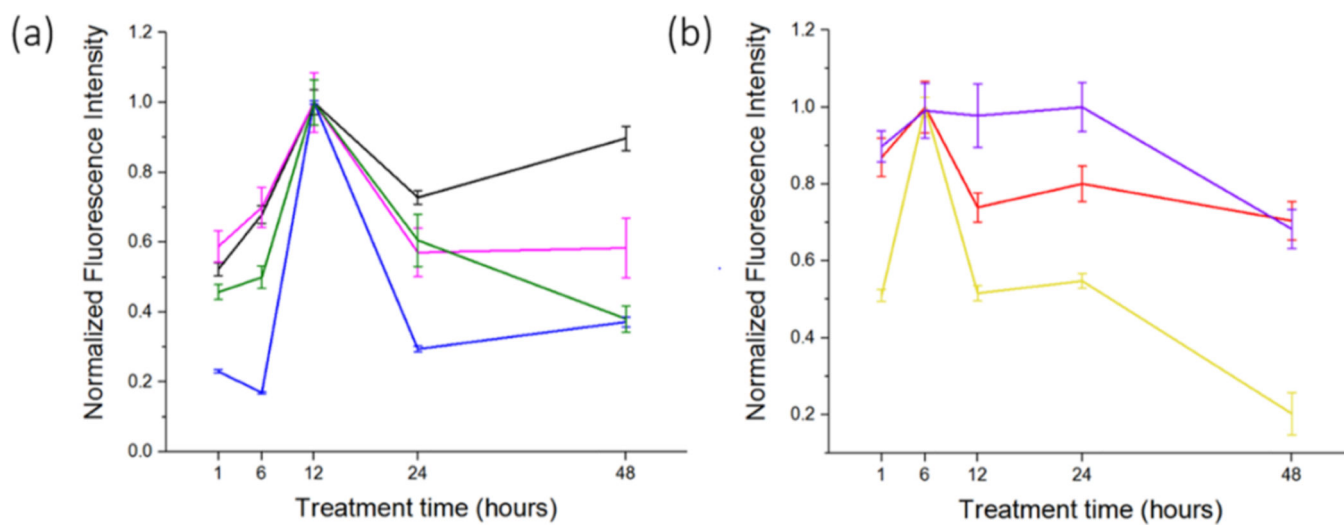 (a)
Normalized Fluorescence Intensity
1.2
1.0
0.8
0.6
0.4
0.2
0.0
1 6 12 24 48
Treatment time (hours)
(b)
Normalized Fluorescence Intensity
1.2
1.0
0.8
0.6
0.4
0.2
1 6 12 24 48
Treatment time (hours)